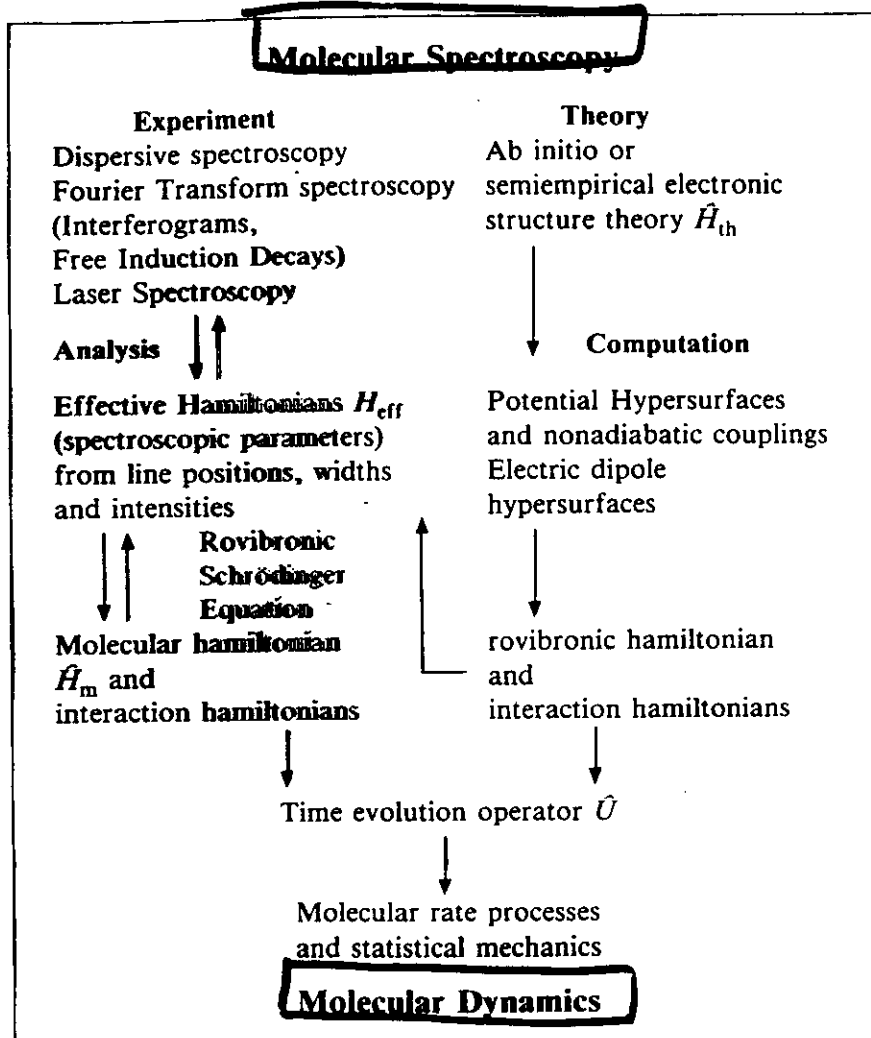 Molecular Spectroscopy
Experiment
Dispersive spectroscopy
Fourier Transform spectroscopy
(Interferograms,
Free Induction Decays)
Laser Spectroscopy
Analysis
Effective Hamiltonians H_eff
(spectroscopic parameters)
from line positions, widths
and intensities
Rovibronic
Schrödinger
Equation
Molecular hamiltonian
Ĥ_m and
interaction hamiltonians
Theory
Ab initio or
semiempirical electronic
structure theory Ĥ_th
Computation
Potential Hypersurfaces
and nonadiabatic couplings
Electric dipole
hypersurfaces
rovibronic hamiltonian
and
interaction hamiltonians
Time evolution operator Û
Molecular rate processes
and statistical mechanics
Molecular Dynamics